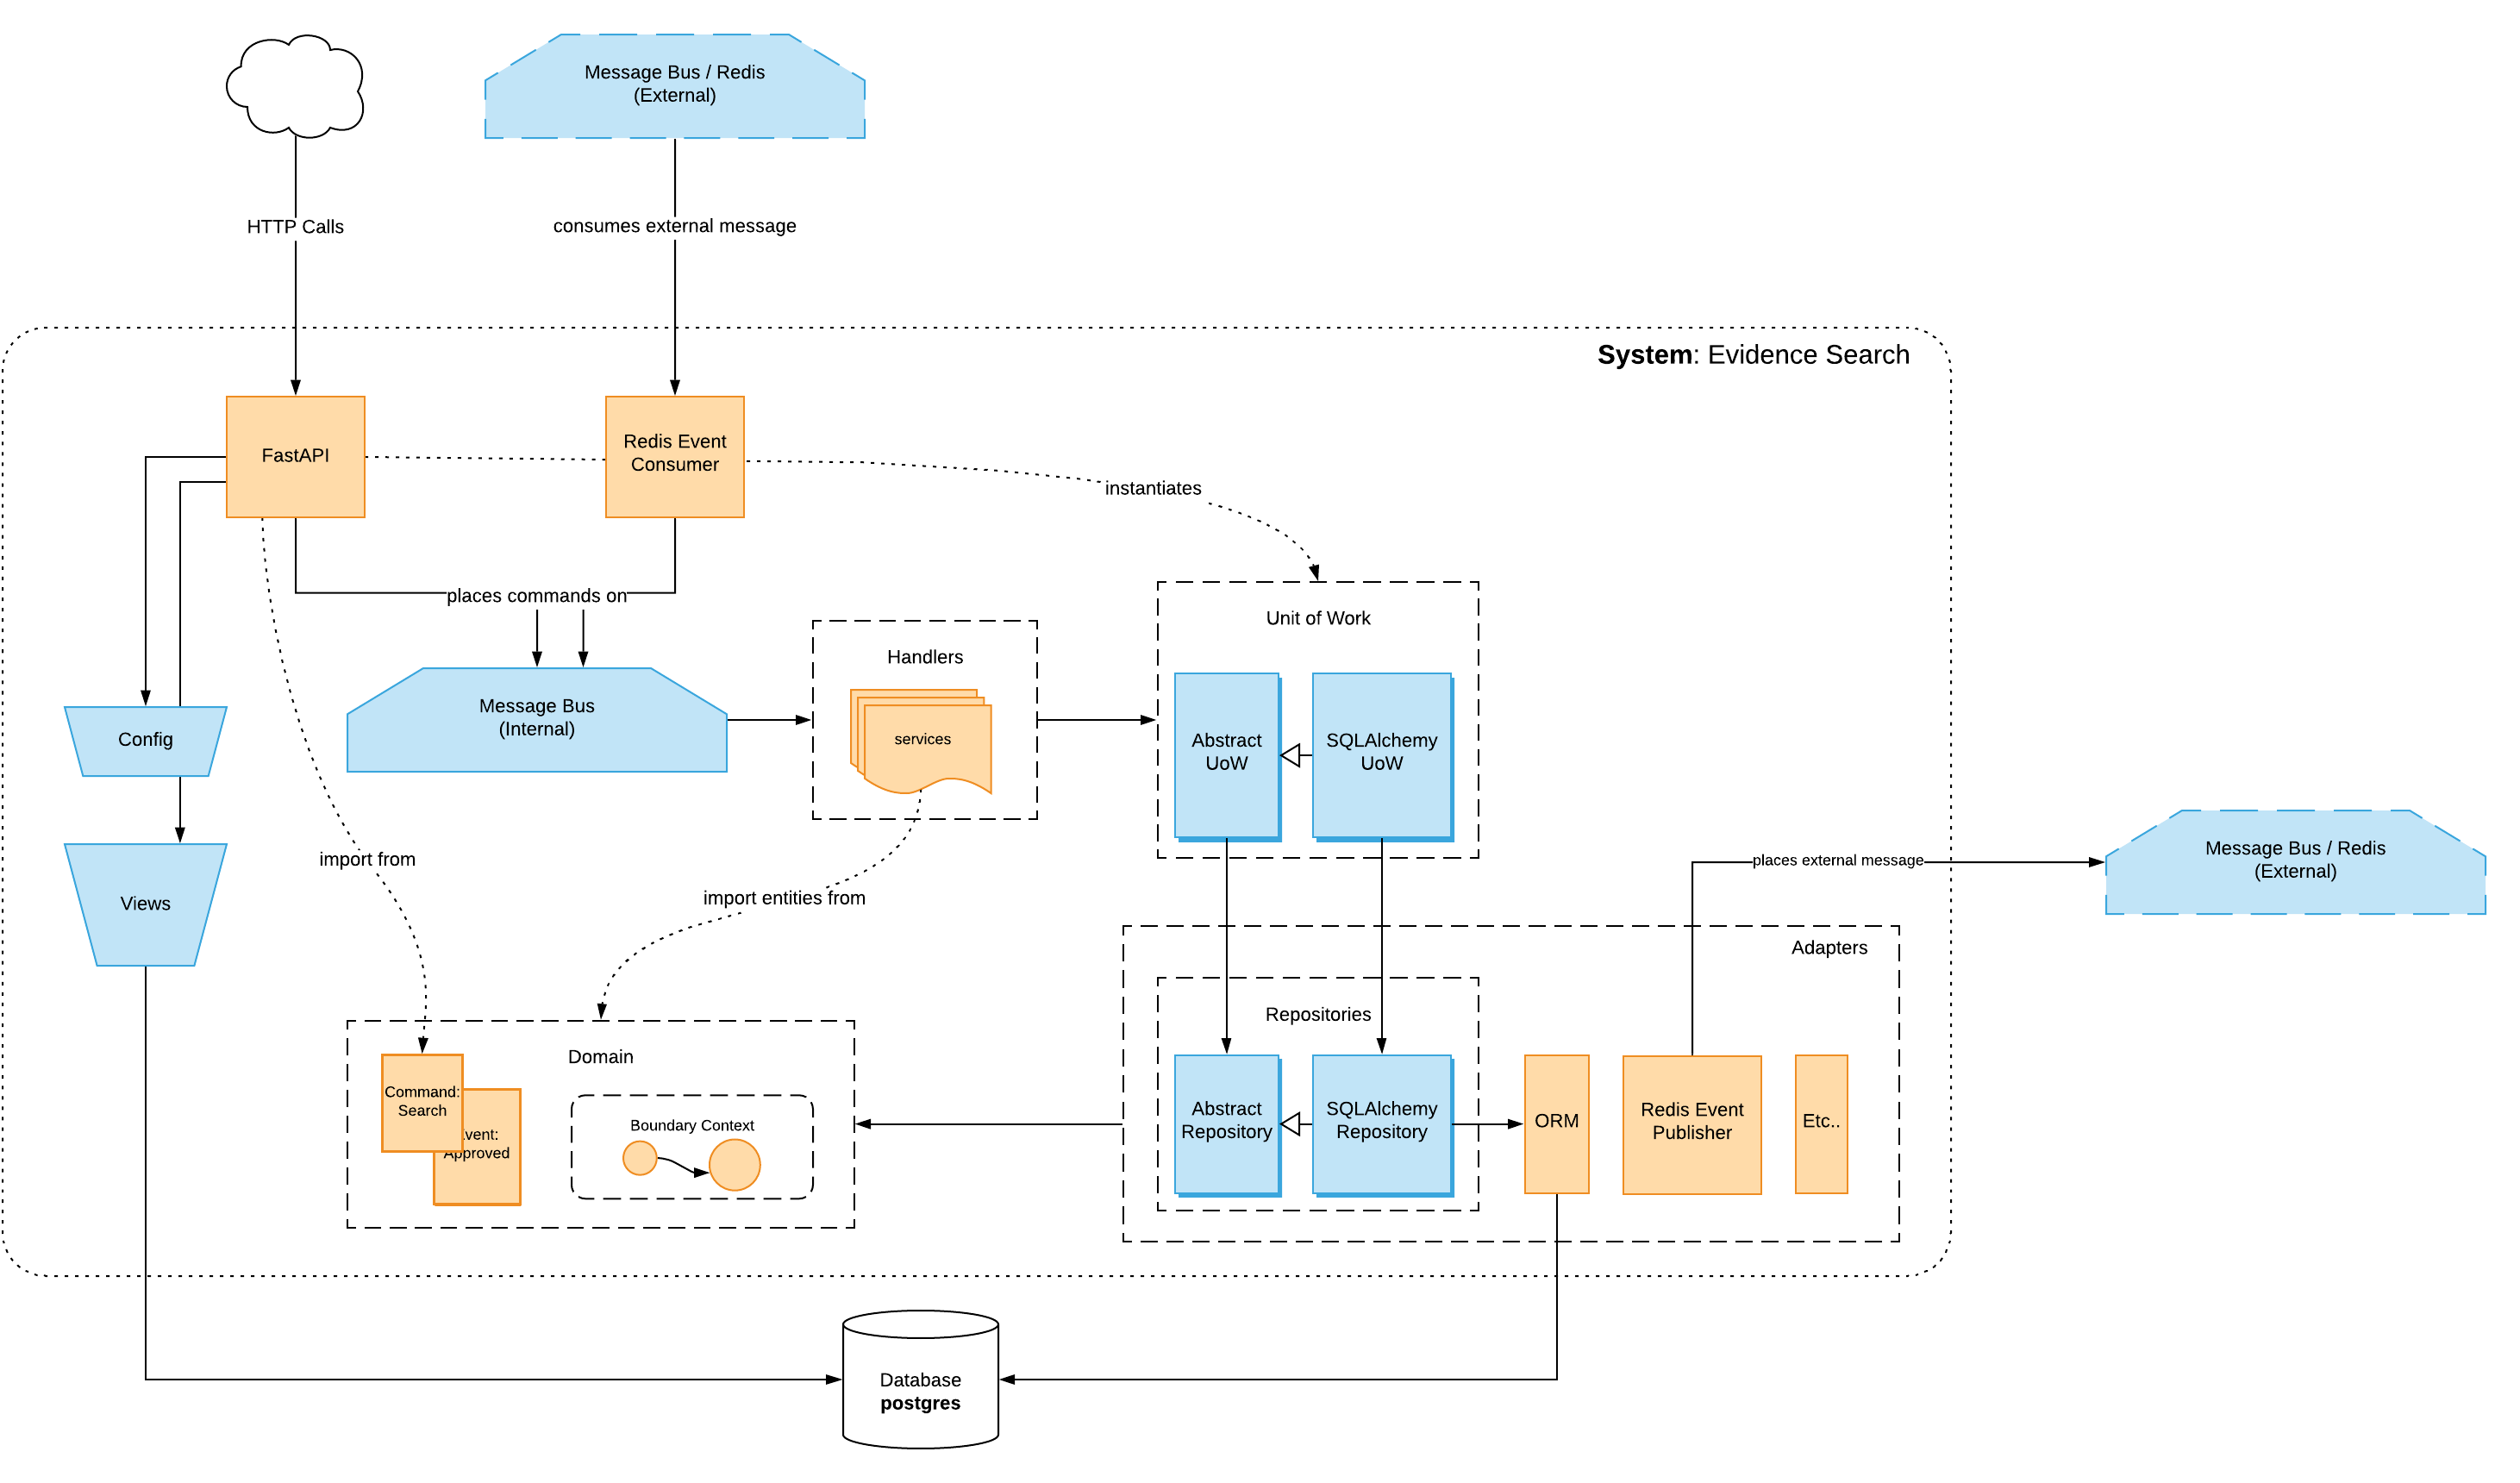 Message Bus / Redis
(External)
HTTP Calls
consumes external message
System: Evidence Search
FastAPI
Redis Event
Consumer
instantiates
places commands on
Unit of Work
Handlers
services
Message Bus
(Internal)
Config
Abstract
UoW
SQLAlchemy
UoW
Views
import from
import entities from
places external message
Message Bus / Redis
(External)
Adapters
Repositories
Domain
Command:
Search
vent:
Approved
Boundary Context
Abstract
Repository
SQLAlchemy
Repository
ORM
Redis Event
Publisher
Etc..
Database
postgres